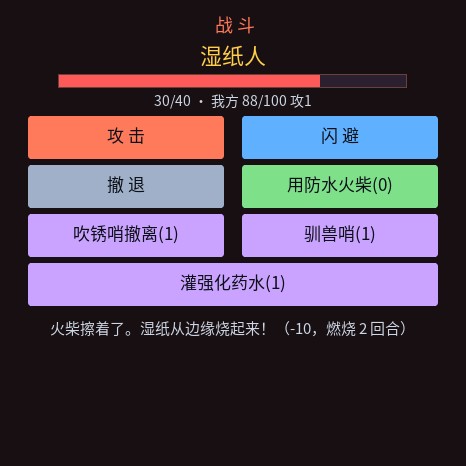 战 斗
湿纸人
30/40 · 我方 88/100 攻1
攻 击
闪 避
撤 退
用防水火柴(0)
吹锈哨撤离(1)
驯兽哨(1)
灌强化药水(1)
火柴擦着了。湿纸从边缘烧起来！（-10，燃烧 2 回合）